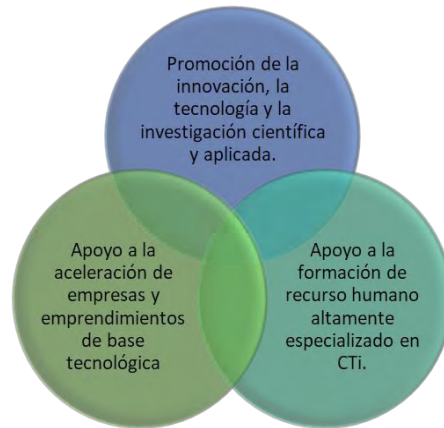 Promoción de la
innovación, la
tecnología y la
investigación científica
y aplicada.
Apoyo a la
aceleración de
empresas y
emprendimientos
de base
tecnológica
Apoyo a la
formación de
recurso humano
altamente
especializado en
CTi.